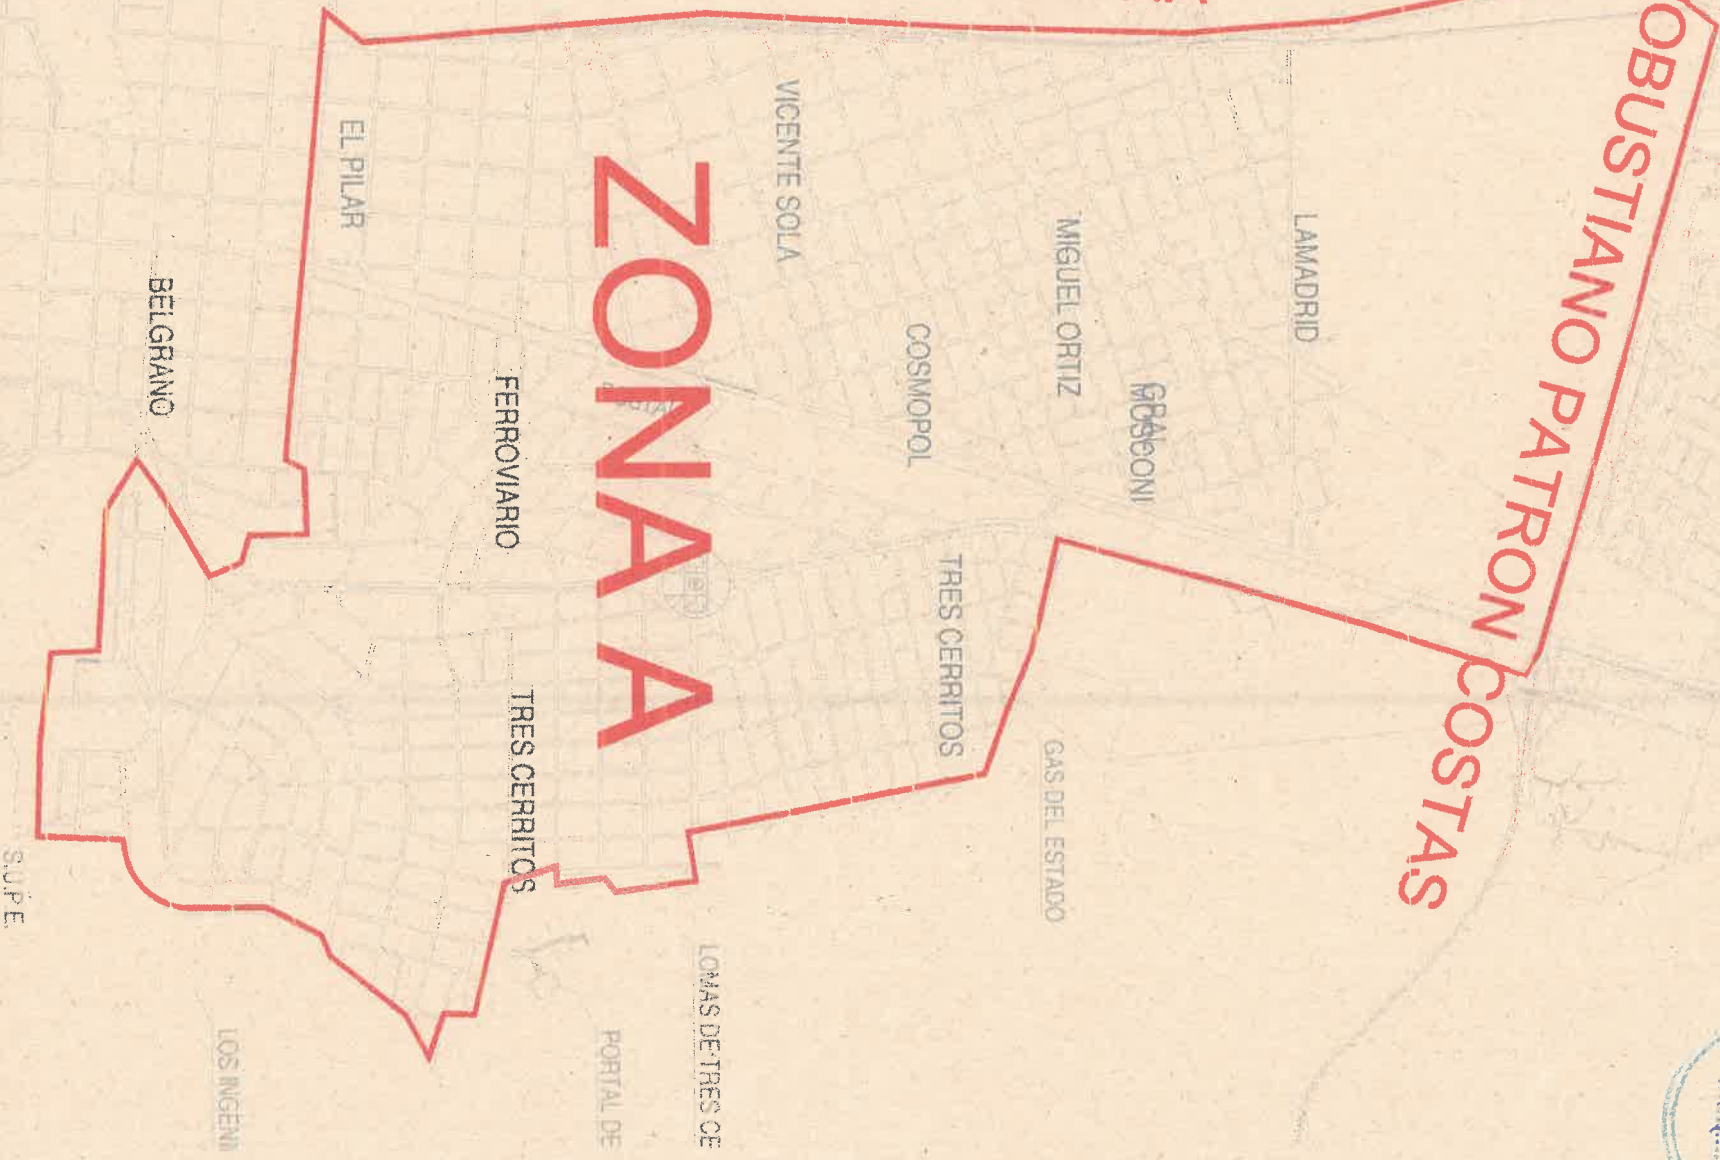 OBUSTIANO PATRON COSTAS
LAMADRID
GRAL
MOSCONI
MIGUEL ORTIZ
COSMOPOL
TRES CERRITOS
GAS DEL ESTADO
VICENTE SOLA
ZONA A
LOMAS DE TRES CE
PORTAL DE
FERROVIARIO
TRES CERRITOS
EL PILAR
LOS INGENI
BELGRANO
S.U.P.E.